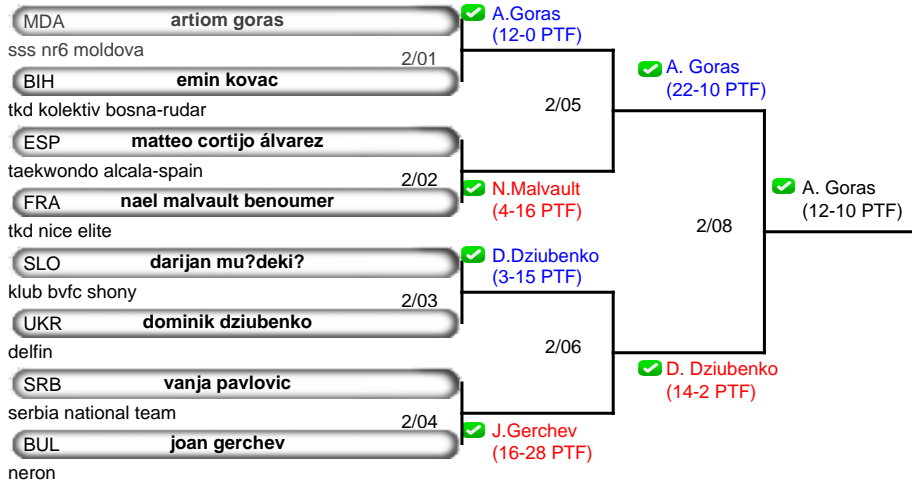 MDA artiom goras
sss nr6 moldova
2/01
BIH emin kovac
tkd kolektiv bosna-rudar
ESP matteo cortijo álvarez
taekwondo alcala-spain
2/02
FRA nael malvault benoumer
tkd nice elite
SLO darijan mu?deki?
klub bvfc shony
2/03
UKR dominik dziubenko
delfin
SRB vanja pavlovic
serbia national team
2/04
BUL joan gerchev
neron
A.Goras
(12-0 PTF)
2/05
N.Malvault
(4-16 PTF)
D.Dziubenko
(3-15 PTF)
2/06
J.Gerchev
(16-28 PTF)
A. Goras
(22-10 PTF)
2/08
D. Dziubenko
(14-2 PTF)
A. Goras
(12-10 PTF)